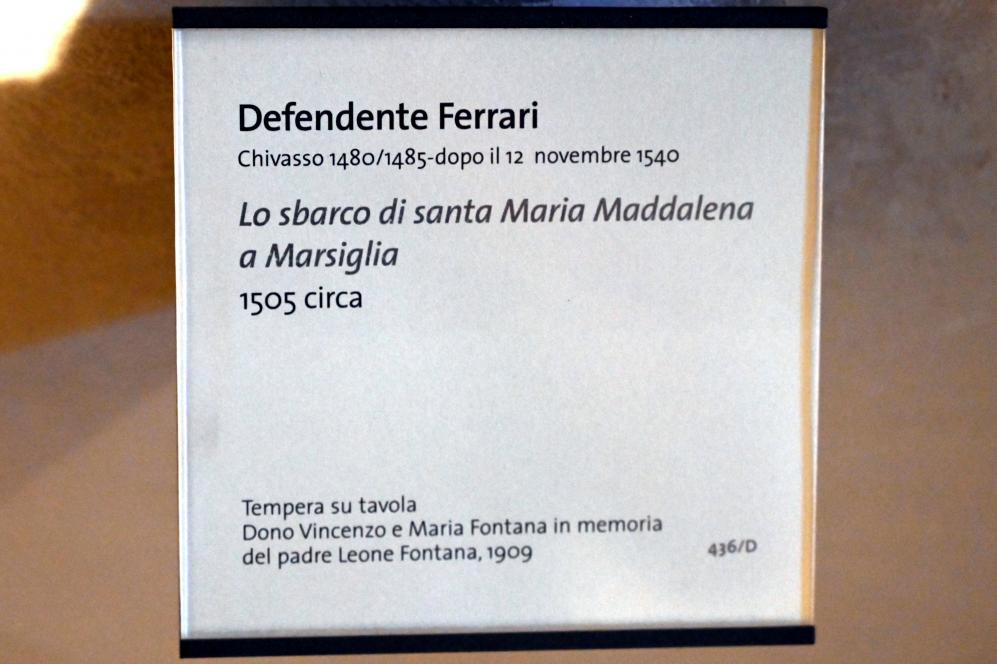 Defendente Ferrari
Chivasso 1480/1485-dopo il 12 novembre 1540
Lo sbarco di santa Maria Maddalena
a Marsiglia
1505 circa
Tempera su tavola
Dono Vincenzo e Maria Fontana in memoria
del padre Leone Fontana, 1909
436/D